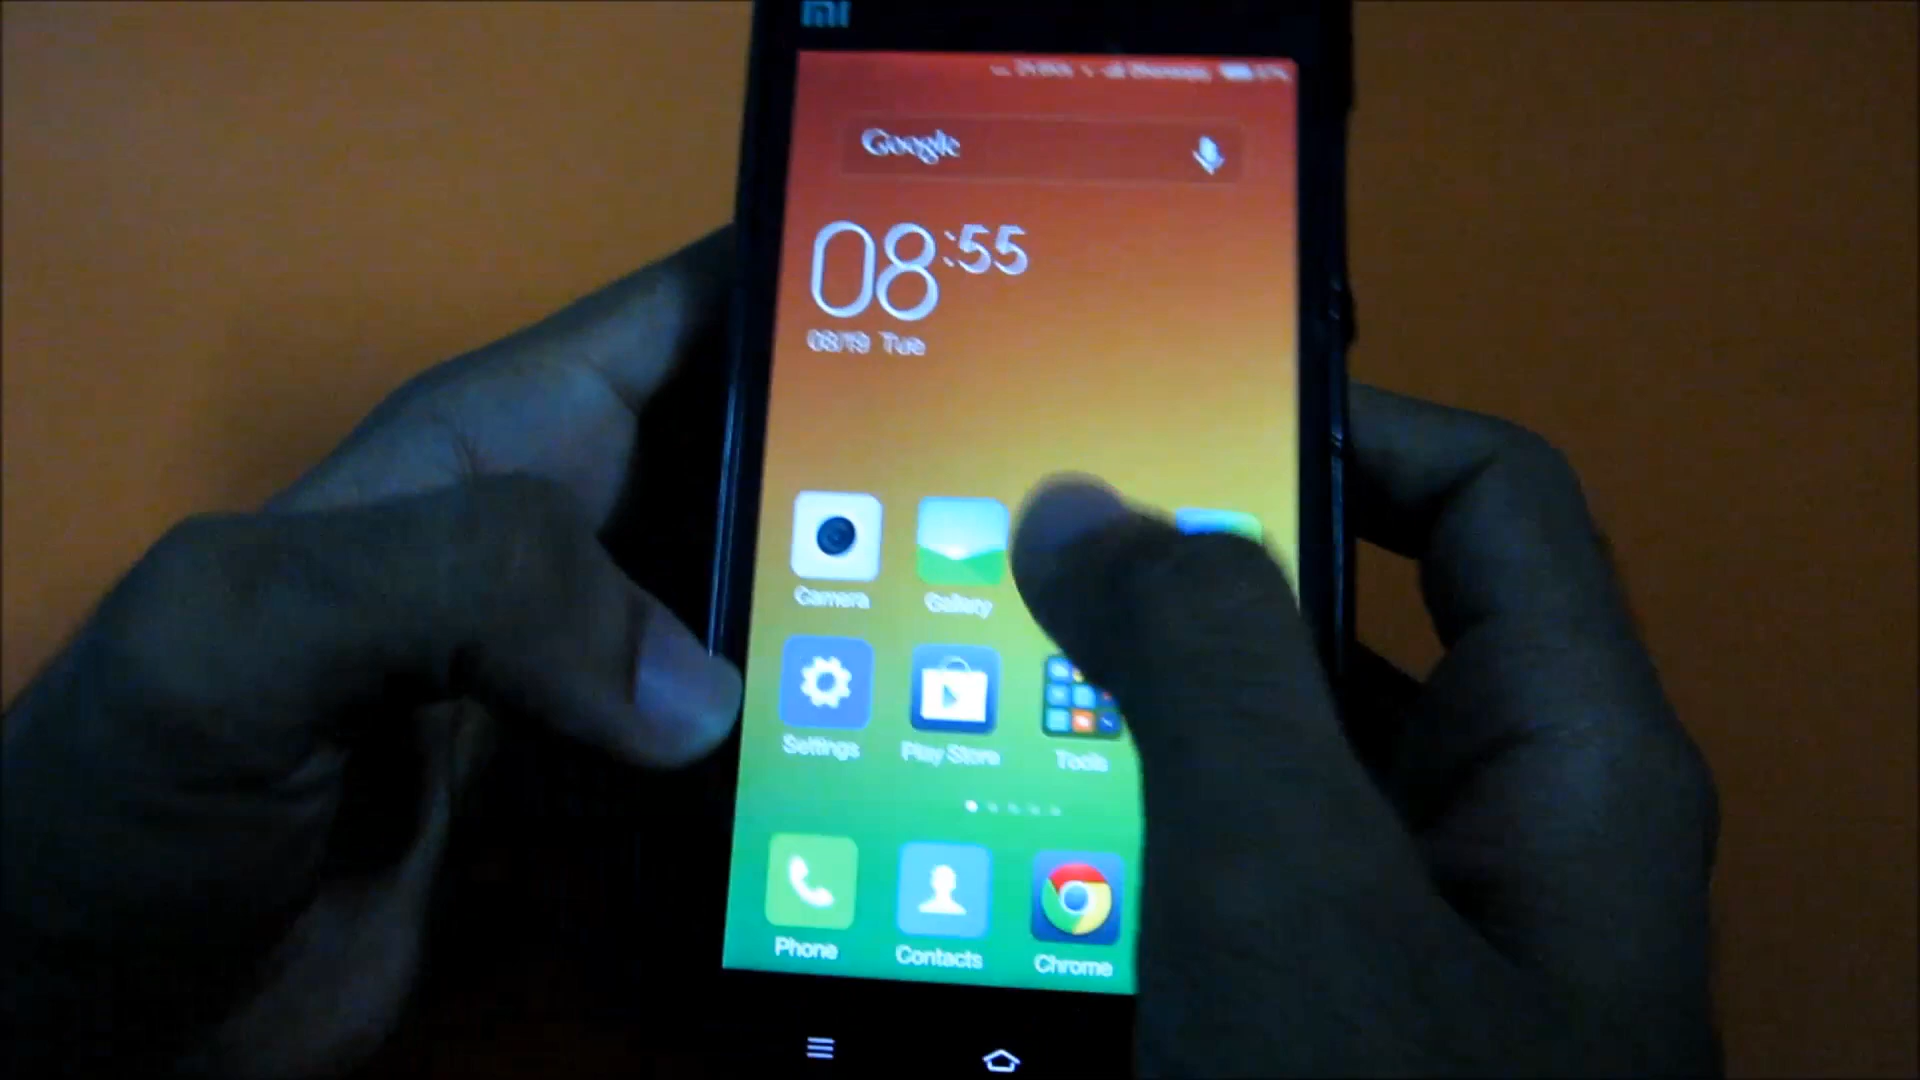 MI
Google
08:55
08/19 Tue
Camera
Gallery
Settings
Play Store
Tools
Phone
Contacts
Chrome